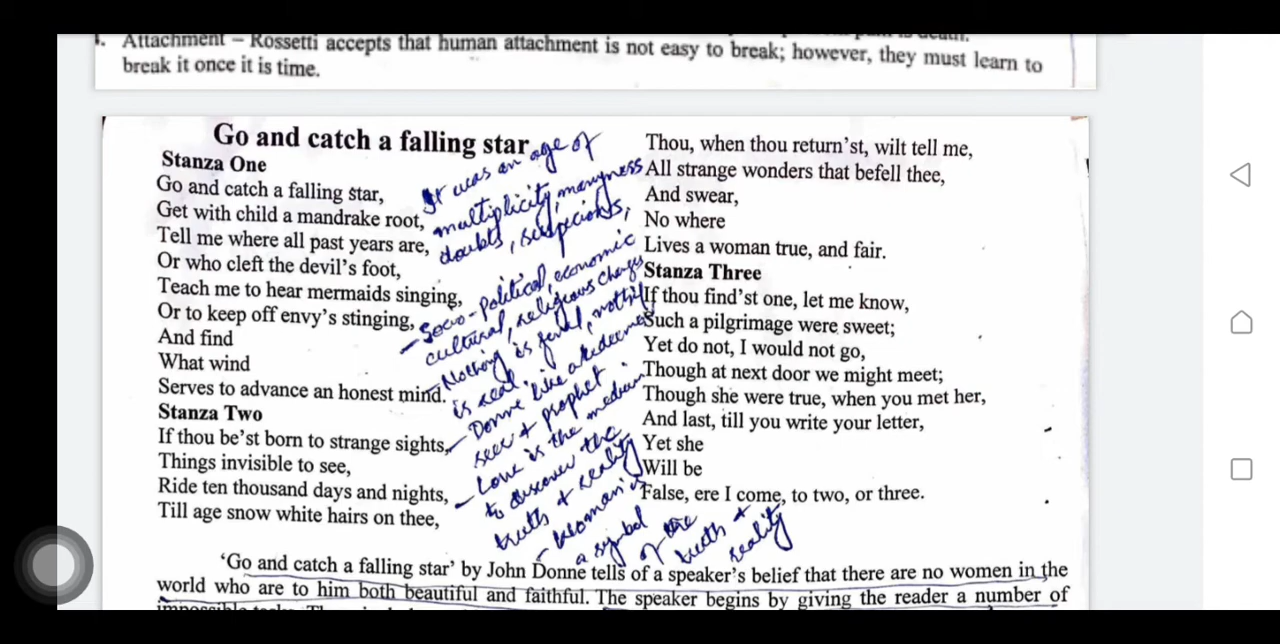 Attachment – Rossetti accepts that human attachment is not easy to break; however, they must learn to
break it once it is time.
Go and catch a falling star
Stanza One
Go and catch a falling star,
Get with child a mandrake root,
Tell me where all past years are,
Or who cleft the devil's foot,
Teach me to hear mermaids singing,
Or to keep off envy's stinging,
And find
What wind
Serves to advance an honest mind.
Stanza Two
If thou be'st born to strange sights,
Things invisible to see,
Ride ten thousand days and nights,
Till age snow white hairs on thee,
It was an age of
multiplicity, manyness
doubts, suspicions,
– Socio-political, economic
cultural, religious changes
– Nothing is final, nothing
is real.
– Donne like a redeemer
seer & prophet.
– Love is the medium
to discover the
truth & reality
– Woman is
a symbol
of the
truth &
reality
Thou, when thou return'st, wilt tell me,
All strange wonders that befell thee,
And swear,
No where
Lives a woman true, and fair.
Stanza Three
If thou find'st one, let me know,
Such a pilgrimage were sweet;
Yet do not, I would not go,
Though at next door we might meet;
Though she were true, when you met her,
And last, till you write your letter,
Yet she
Will be
False, ere I come, to two, or three.
'Go and catch a falling star' by John Donne tells of a speaker's belief that there are no women in the
world who are to him both beautiful and faithful. The speaker begins by giving the reader a number of